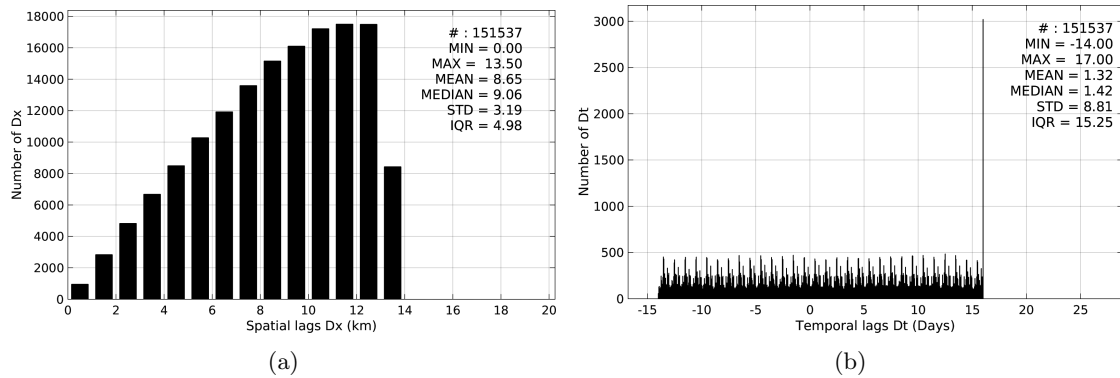 18000
16000
14000
12000
10000
8000
6000
4000
2000
0
Number of Dx
# : 151537
MIN = 0.00
MAX = 13.50
MEAN = 8.65
MEDIAN = 9.06
STD = 3.19
IQR = 4.98
0 2 4 6 8 10 12 14 16 18 20
Spatial lags Dx (km)
(a)
3000
2500
2000
1500
1000
500
0
Number of Dt
# : 151537
MIN = -14.00
MAX = 17.00
MEAN = 1.32
MEDIAN = 1.42
STD = 8.81
IQR = 15.25
-15 -10 -5 0 5 10 15 20 25
Temporal lags Dt (Days)
(b)